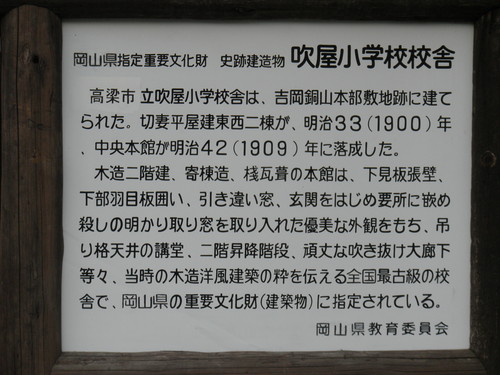 岡山県指定重要文化財 史跡建造物 吹屋小学校校舎
高梁市 立吹屋小学校校舎は、吉岡銅山本部敷地跡に建て
られた。切妻平屋建東西二棟が、明治33(1900)年、
中央本館が明治42(1909)年に落成した。
木造二階建、寄棟造、桟瓦葺の本館は、下見板張壁、
下部羽目板囲い、引き違い窓、玄関をはじめ要所に嵌め
殺しの明かり取り窓を取り入れた優美な外観をもち、吊
り格天井の講堂、二階昇降階段、頑丈な吹き抜け大廊下
等々、当時の木造洋風建築の粋を伝える全国最古級の校
舎で、岡山県の重要文化財(建築物)に指定されている。
岡山県教育委員会